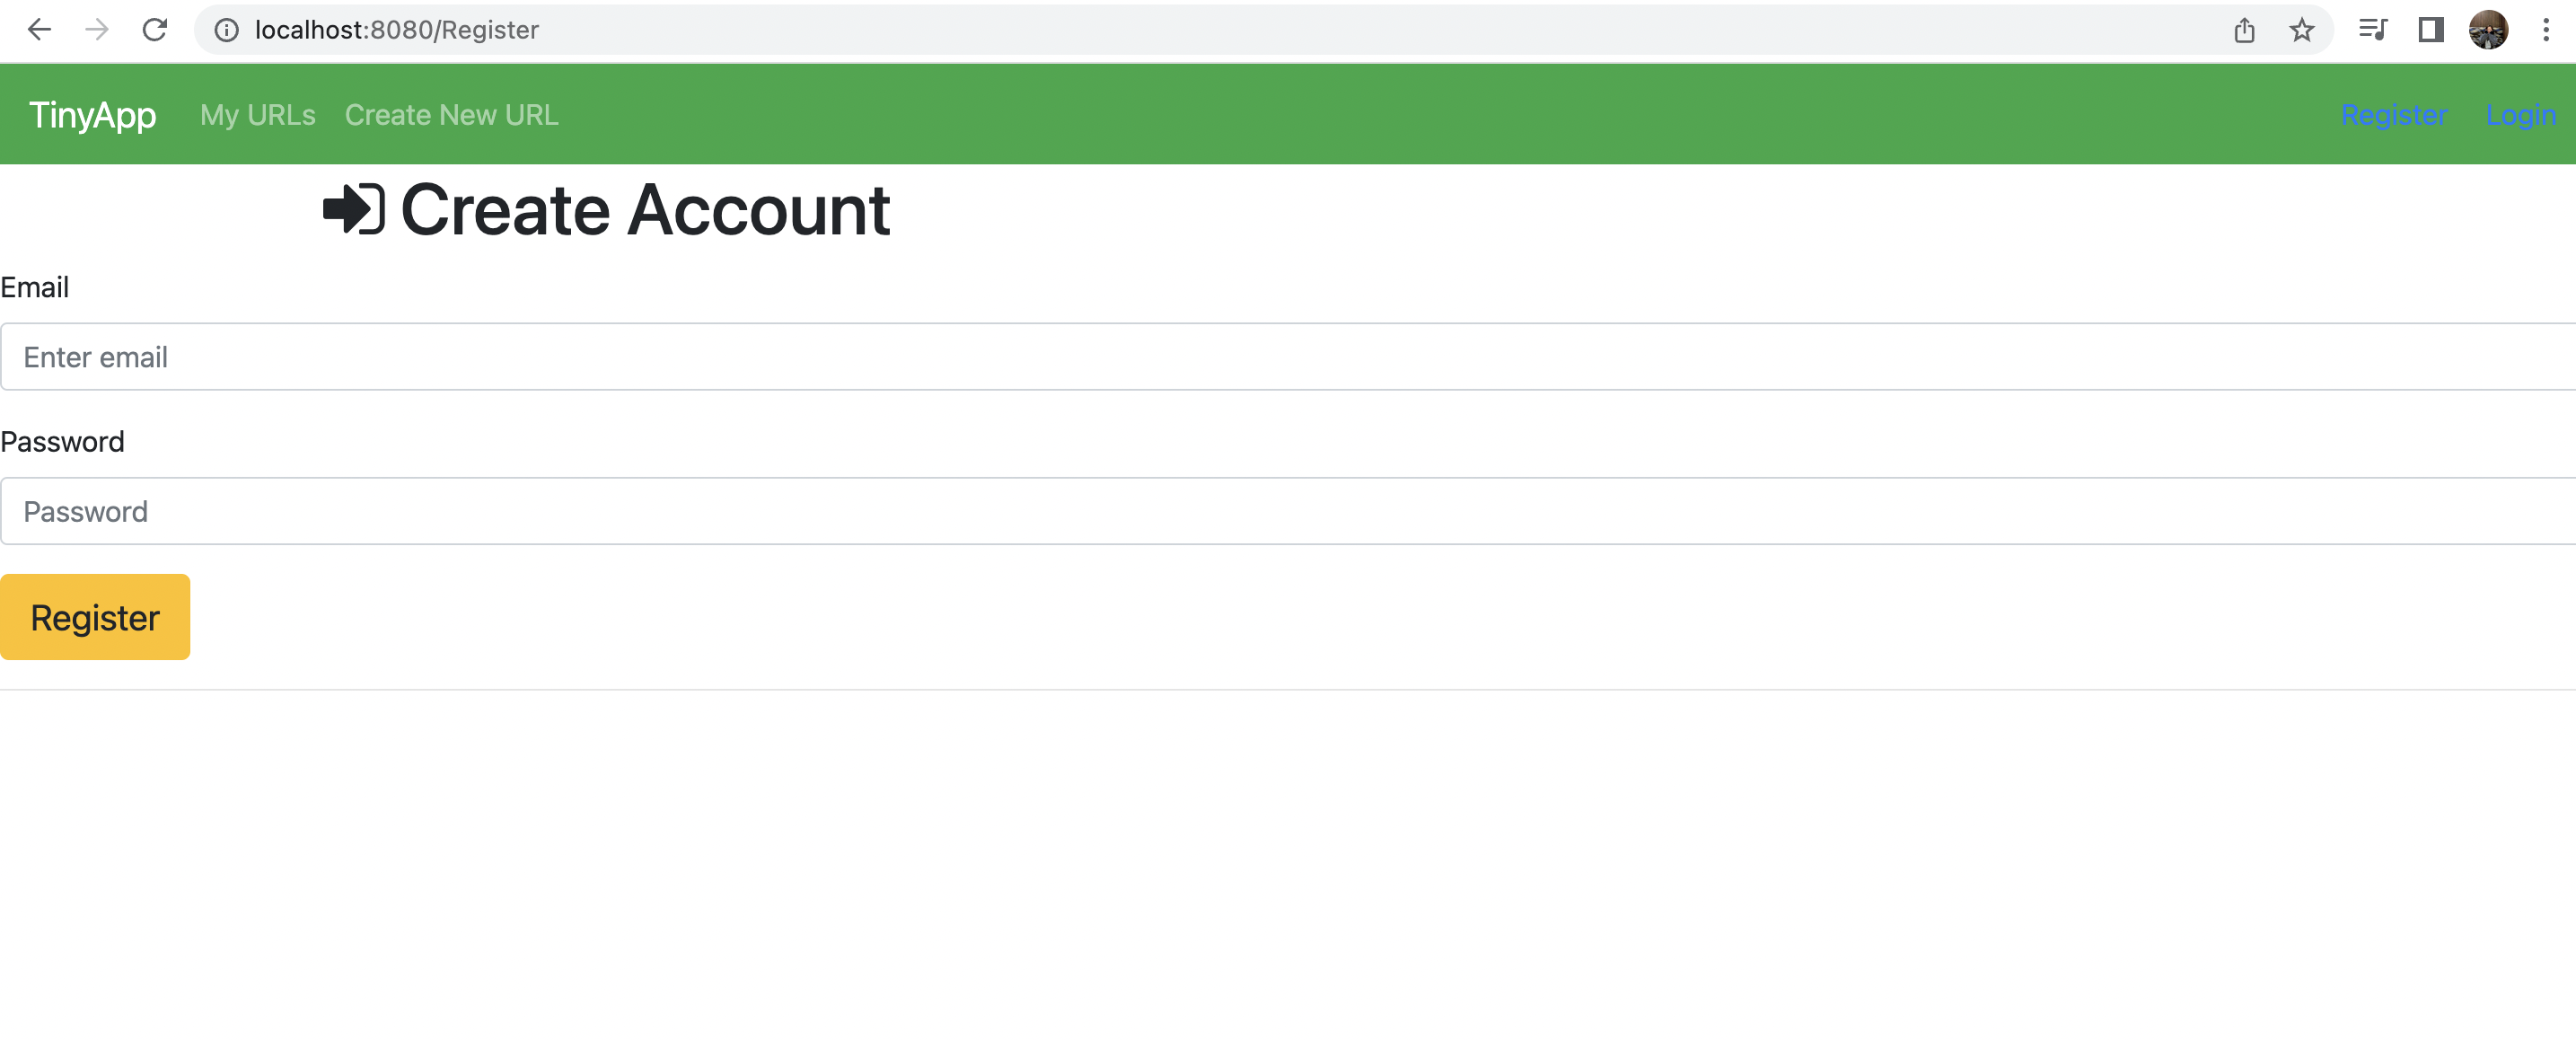 localhost:8080/Register
TinyApp My URLs Create New URL Register Login
Create Account
Email
Enter email
Password
Password
Register